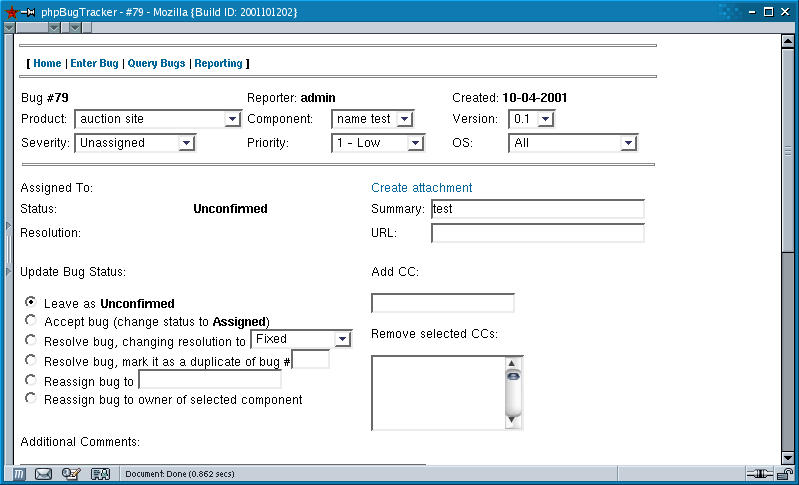 phpBugTracker - #79 - Mozilla {Build ID: 2001101202}
[ Home | Enter Bug | Query Bugs | Reporting ]
Bug #79 Reporter: admin Created: 10-04-2001
Product: auction site Component: name test Version: 0.1
Severity: Unassigned Priority: 1 - Low OS: All
Assigned To: Create attachment
Status: Unconfirmed Summary: test
Resolution: URL:
Update Bug Status: Add CC:
Leave as Unconfirmed
Accept bug (change status to Assigned)
Resolve bug, changing resolution to Fixed Remove selected CCs:
Resolve bug, mark it as a duplicate of bug #
Reassign bug to
Reassign bug to owner of selected component
Additional Comments:
Document: Done (0.862 secs)